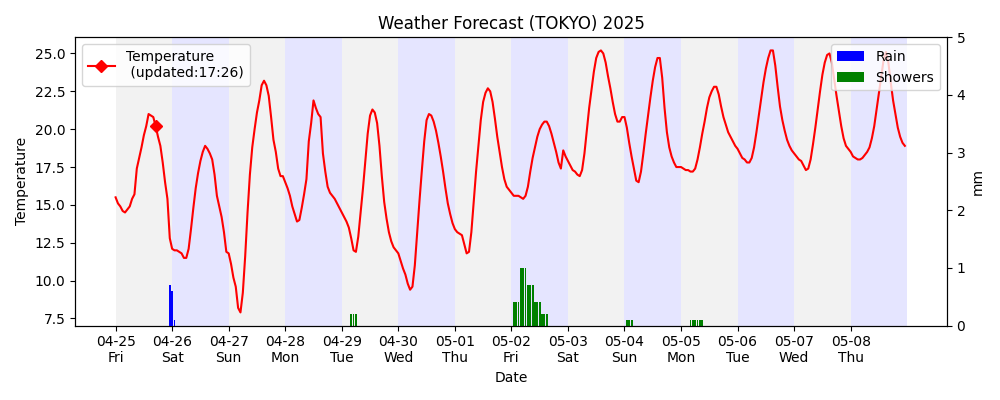 Weather Forecast (TOKYO) 2025
Temperature
(updated:17:26)
Rain
Showers
Temperature
25.0
22.5
20.0
17.5
15.0
12.5
10.0
7.5
mm
5
4
3
2
1
0
04-25 04-26 04-27 04-28 04-29 04-30 05-01 05-02 05-03 05-04 05-05 05-06 05-07 05-08
Fri Sat Sun Mon Tue Wed Thu Fri Sat Sun Mon Tue Wed Thu
Date